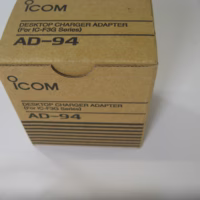 ICOM
DESKTOP CHARGER ADAPTER
(For IC-F3G Series)
AD-94
ICOM
DESKTOP CHARGER ADAPTER
(For IC-F3G Series)
AD-94